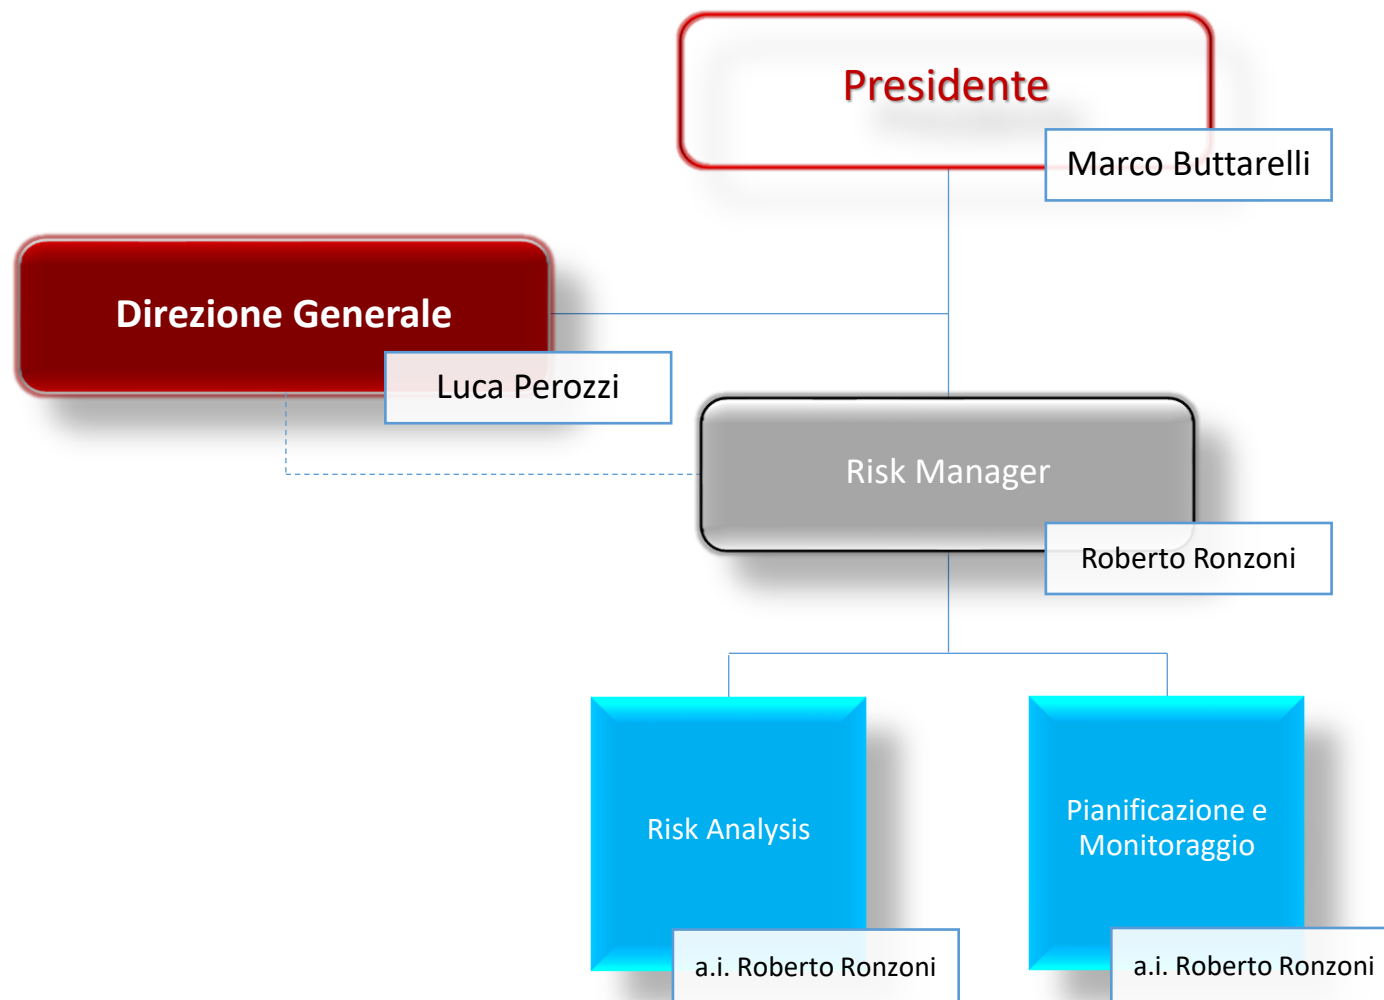 Presidente
Marco Buttarelli
Direzione Generale
Luca Perozzi
Risk Manager
Roberto Ronzoni
Risk Analysis
a.i. Roberto Ronzoni
Pianificazione e
Monitoraggio
a.i. Roberto Ronzoni